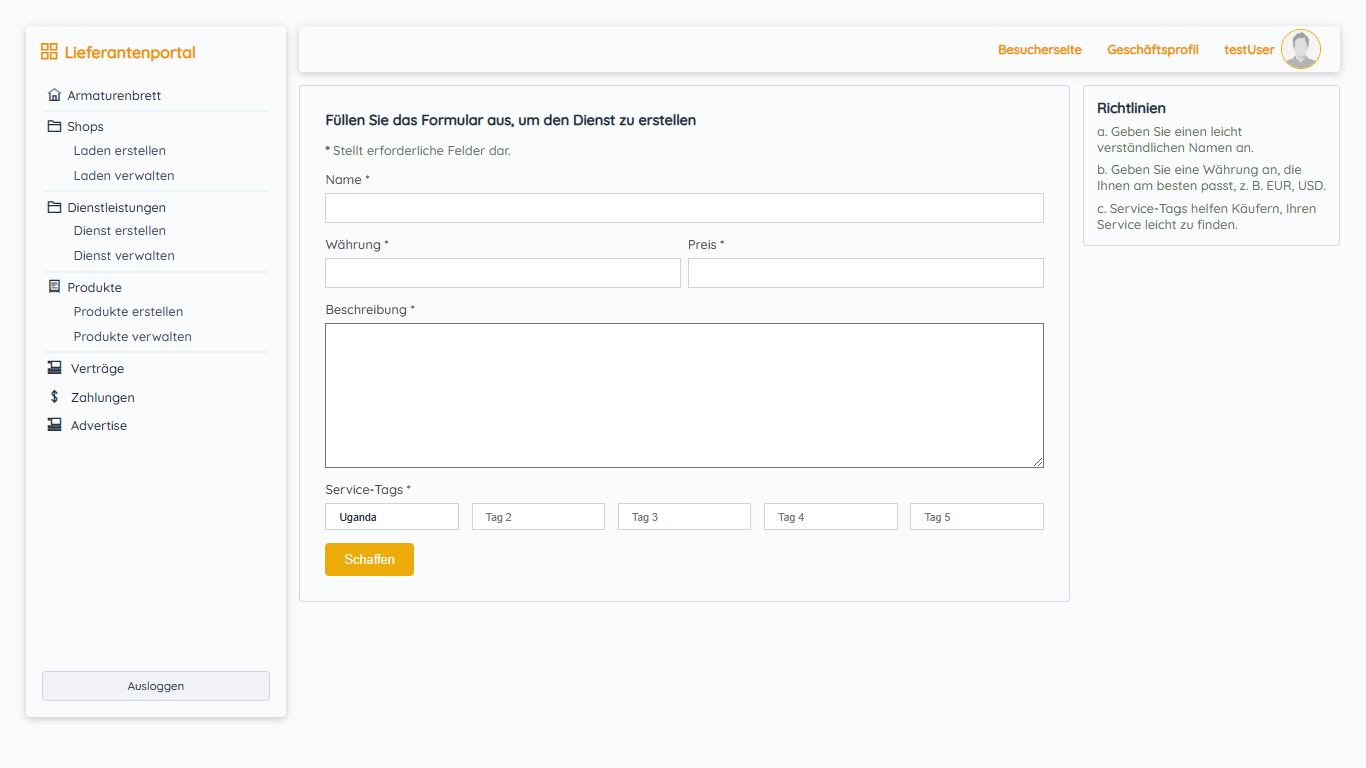 Lieferantenportal
Armaturenbrett
Shops
Laden erstellen
Laden verwalten
Dienstleistungen
Dienst erstellen
Dienst verwalten
Produkte
Produkte erstellen
Produkte verwalten
Verträge
$ Zahlungen
Advertise
Ausloggen
Besucherseite Geschäftsprofil testUser
Füllen Sie das Formular aus, um den Dienst zu erstellen
* Stellt erforderliche Felder dar.
Name *
Währung * Preis *
Beschreibung *
Service-Tags *
Uganda Tag 2 Tag 3 Tag 4 Tag 5
Schaffen
Richtlinien
a. Geben Sie einen leicht
verständlichen Namen an.
b. Geben Sie eine Währung an, die
Ihnen am besten passt, z. B. EUR, USD.
c. Service-Tags helfen Käufern, Ihren
Service leicht zu finden.